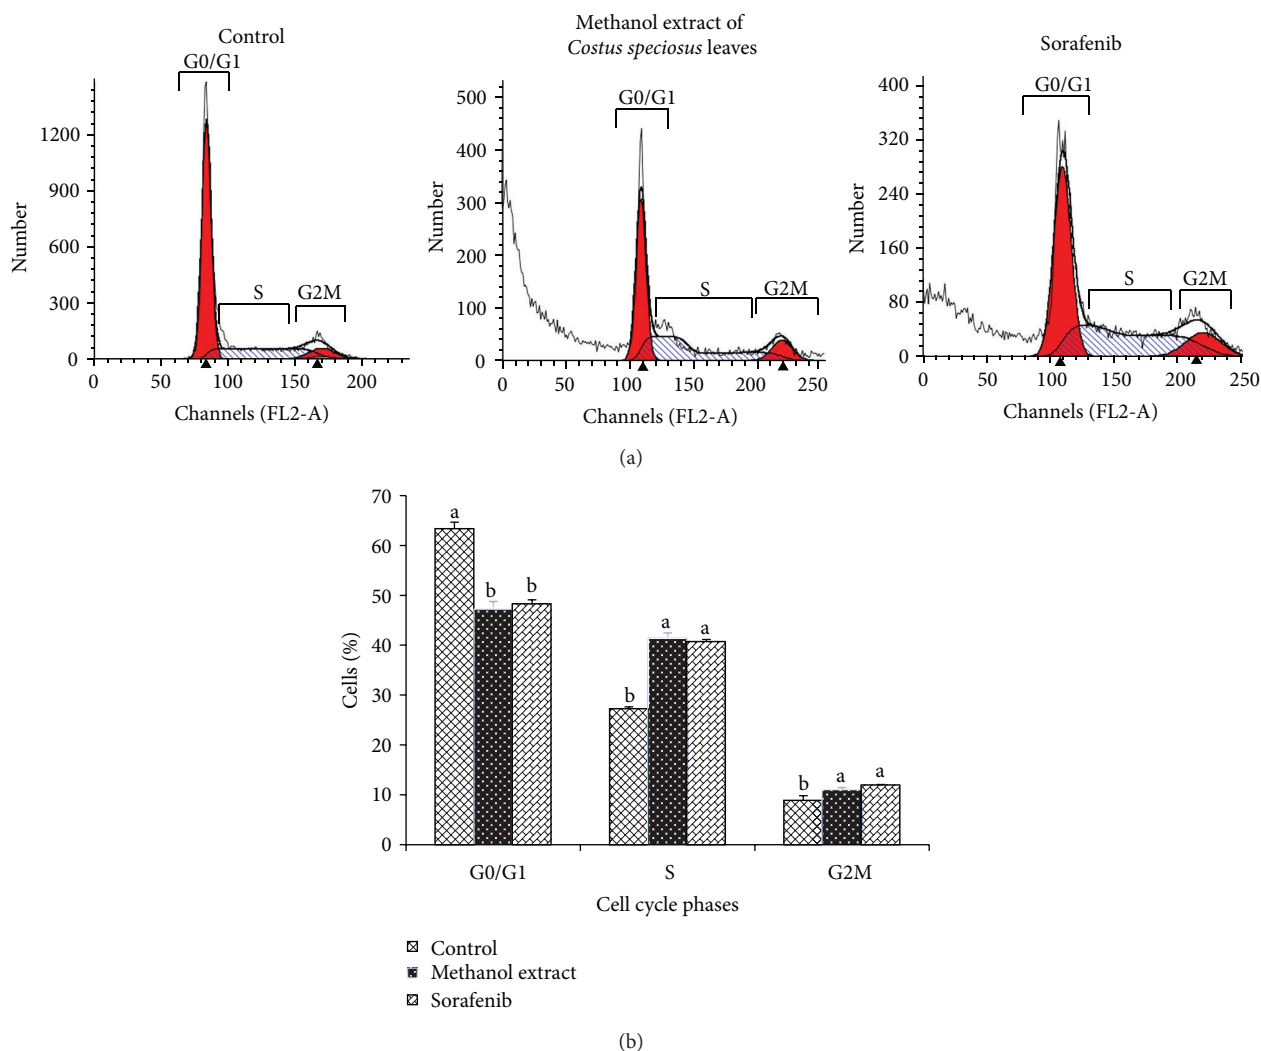 Control
G0/G1
1200
900
600
300
0
Number
S
G2M
0
50
100
150
200
Channels (FL2-A)
Methanol extract of
Costus speciosus leaves
G0/G1
500
400
300
200
100
0
Number
S
G2M
0
50
100
150
200
250
Channels (FL2-A)
Sorafenib
G0/G1
400
320
240
160
80
0
Number
S
G2M
0
50
100
150
200
250
Channels (FL2-A)
(a)
70
60
50
40
30
20
10
0
Cells (%)
a
b
b
b
a
a
b
a
a
G0/G1
S
G2M
Cell cycle phases
Control
Methanol extract
Sorafenib
(b)